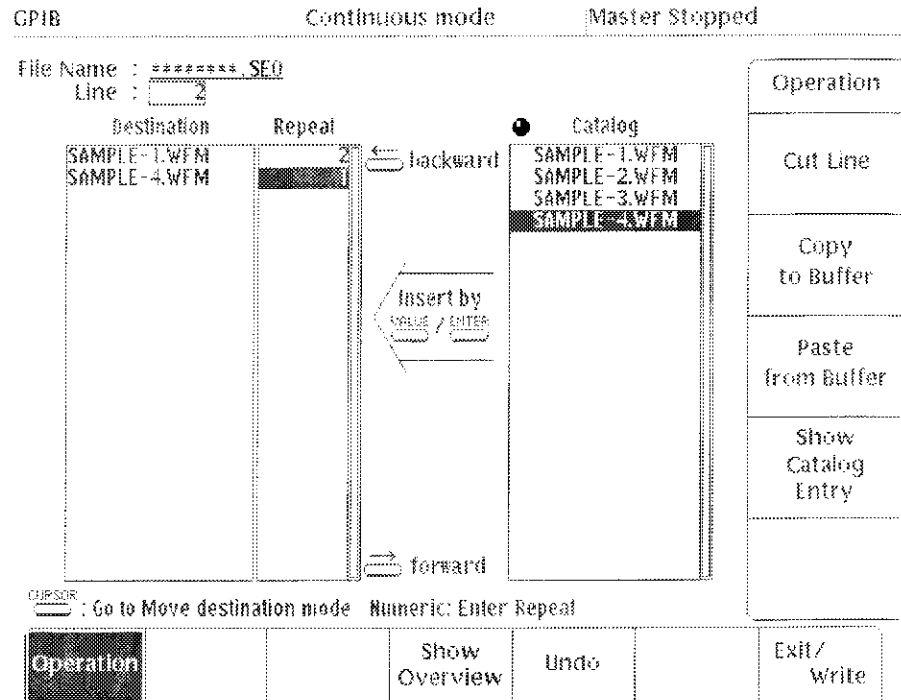 GPIB Continuous mode Master Stopped
File Name : ********.SEQ
Line : 2
Destination Repeat Catalog
SAMPLE-1.WFM 2
SAMPLE-4.WFM 1
backward
SAMPLE-1.WFM
SAMPLE-2.WFM
SAMPLE-3.WFM
SAMPLE-4.WFM
Insert by
VALUE / ENTER
forward
CURSOR
: Go to Move destination mode Numeric: Enter Repeat
Operation
Cut Line
Copy
to Buffer
Paste
from Buffer
Show
Catalog
Entry
Operation
Show
Overview
Undo
Exit/
Write